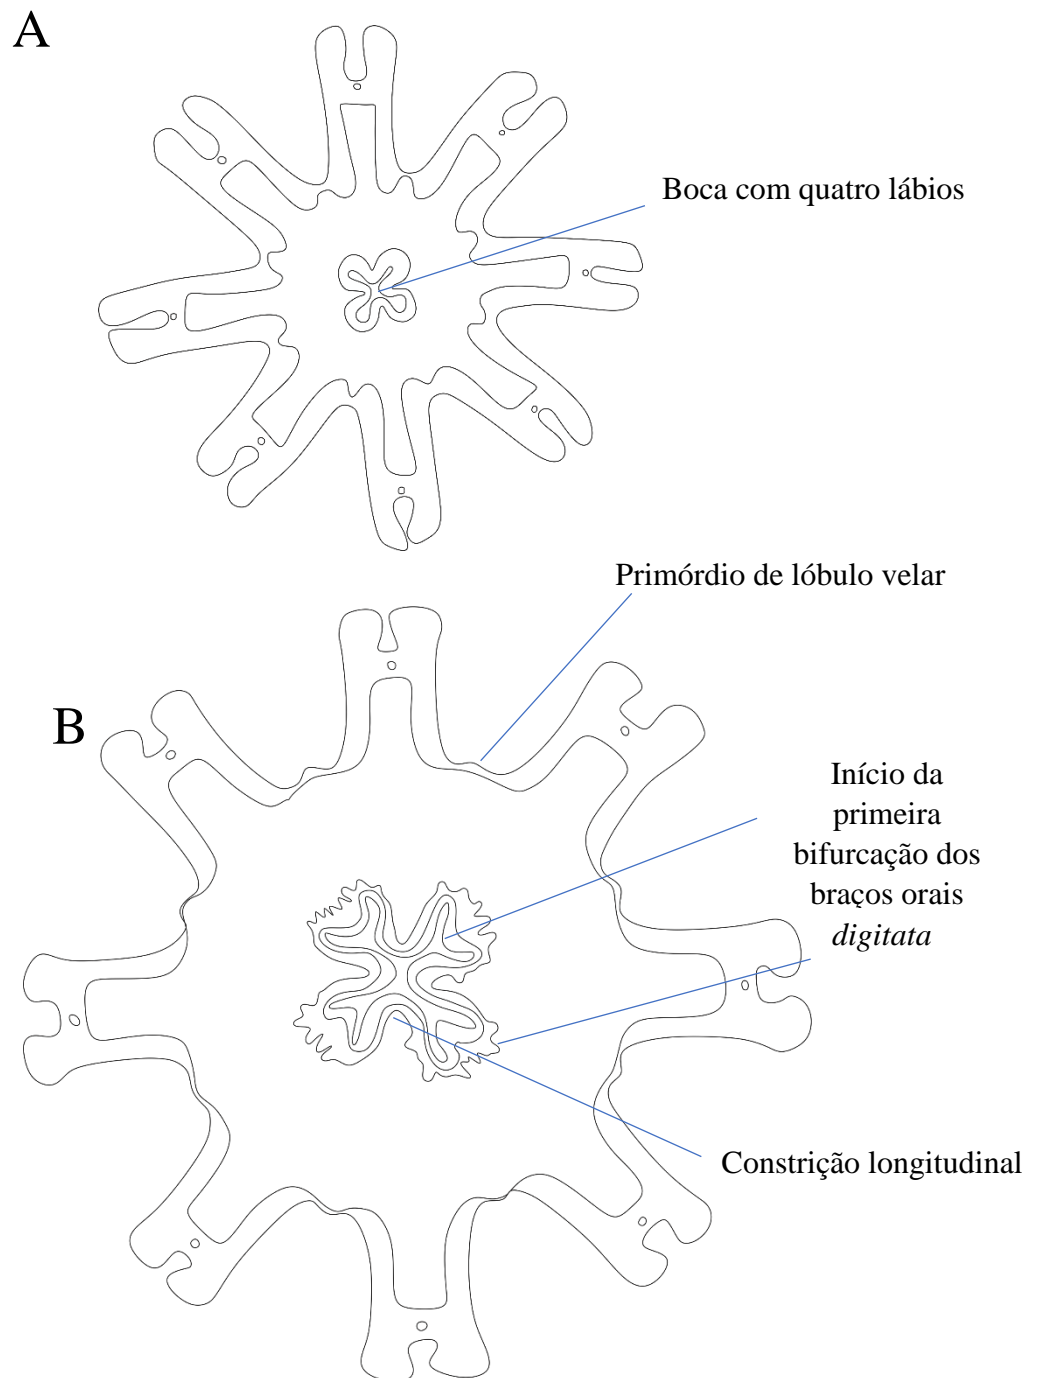 A
Boca com quatro lábios
Primórdio de lóbulo velar
B
Início da
primeira
bifurcação dos
braços orais
digitata
Constrição longitudinal